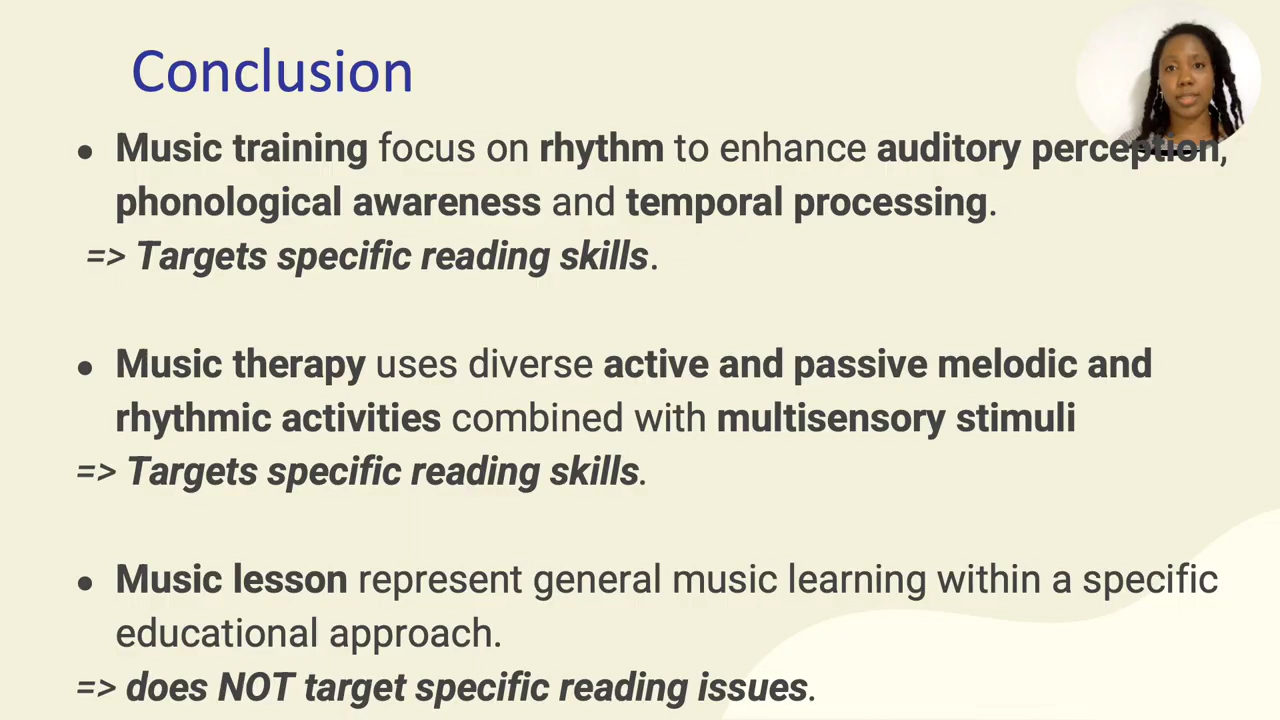 Conclusion
● Music training focus on rhythm to enhance auditory perception,
phonological awareness and temporal processing.
=> Targets specific reading skills.
● Music therapy uses diverse active and passive melodic and
rhythmic activities combined with multisensory stimuli
=> Targets specific reading skills.
● Music lesson represent general music learning within a specific
educational approach.
=> does NOT target specific reading issues.